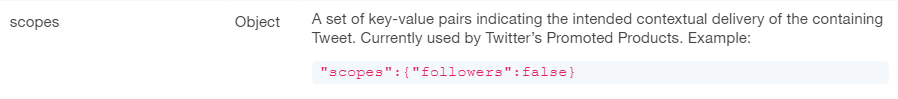 scopes Object A set of key-value pairs indicating the intended contextual delivery of the containing
Tweet. Currently used by Twitter’s Promoted Products. Example:
"scopes":{"followers":false}